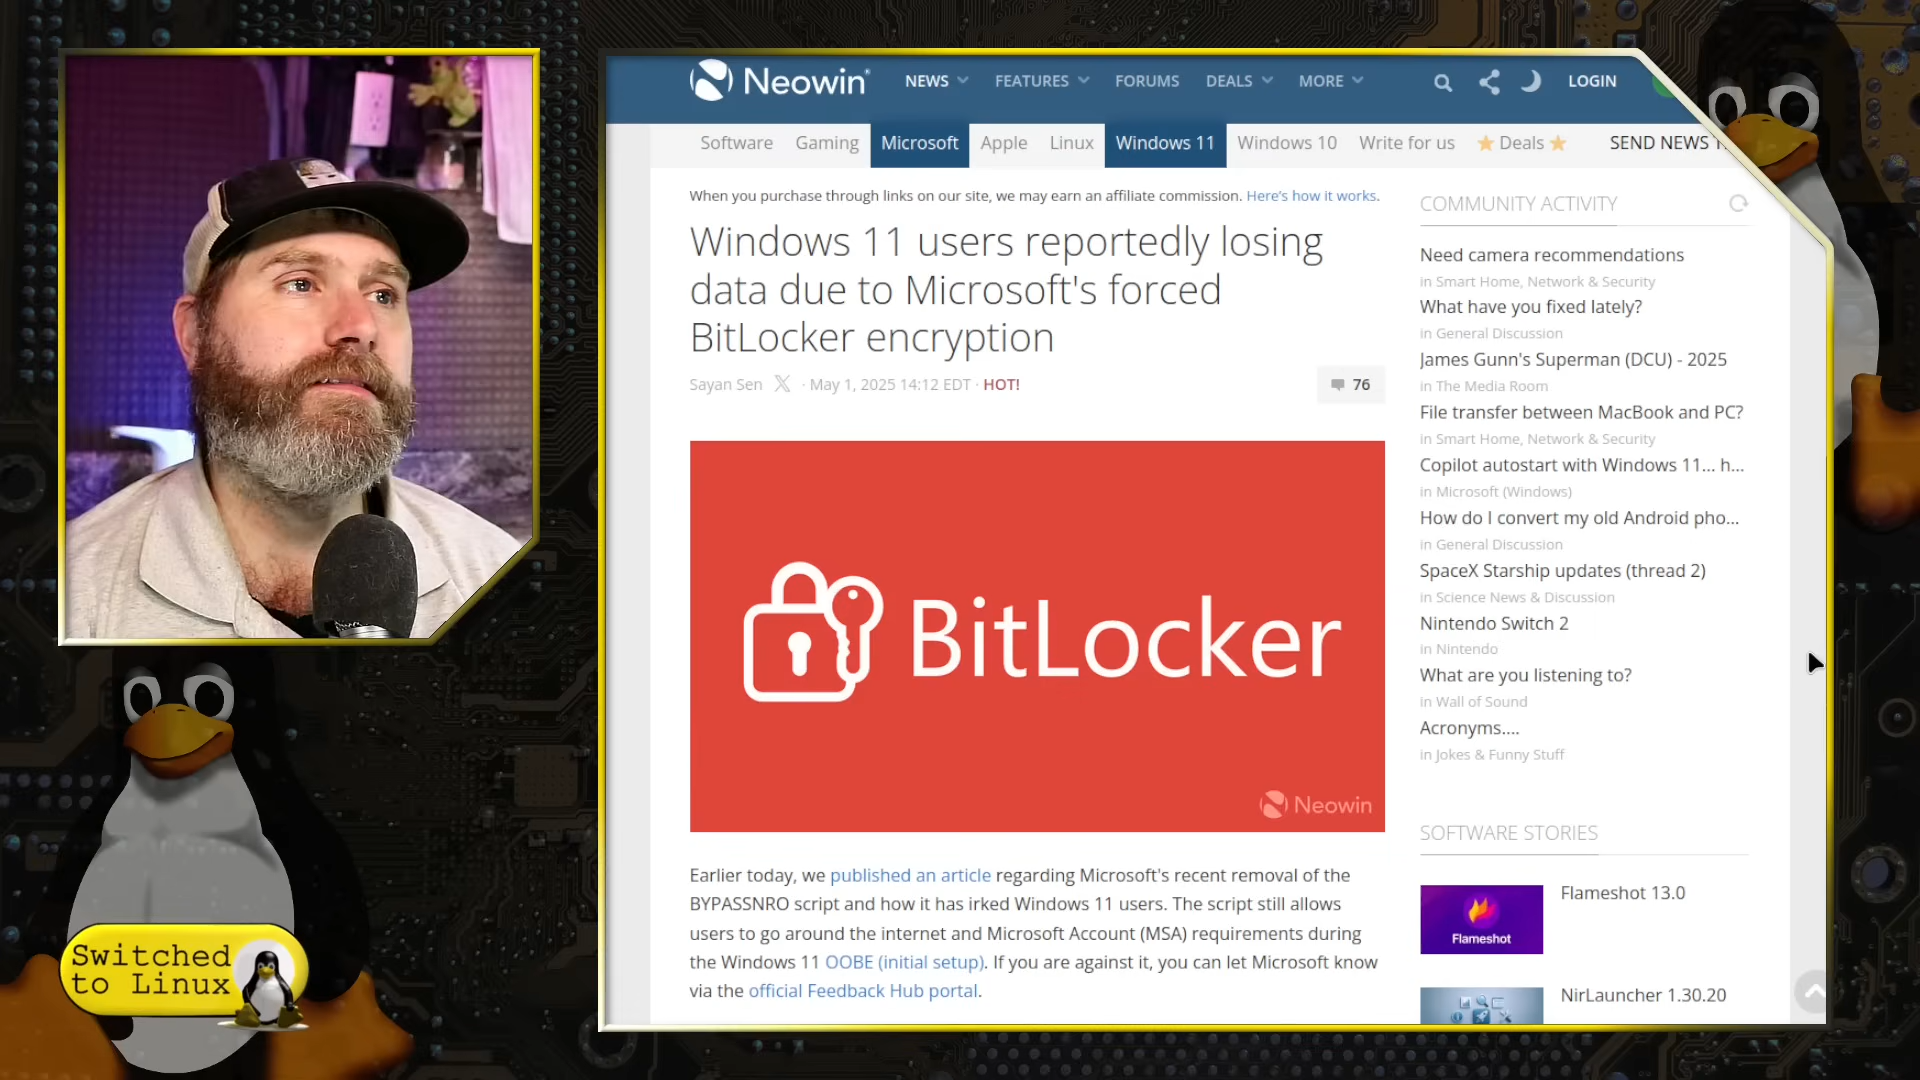 Neowin
NEWS
FEATURES
FORUMS
DEALS
MORE
LOGIN
Software
Gaming
Microsoft
Apple
Linux
Windows 11
Windows 10
Write for us
Deals
SEND NEWS
When you purchase through links on our site, we may earn an affiliate commission. Here's how it works.
Windows 11 users reportedly losing
data due to Microsoft's forced
BitLocker encryption
Sayan Sen · May 1, 2025 14:12 EDT · HOT!
76
BitLocker
Neowin
Earlier today, we published an article regarding Microsoft's recent removal of the
BYPASSNRO script and how it has irked Windows 11 users. The script still allows
users to go around the internet and Microsoft Account (MSA) requirements during
the Windows 11 OOBE (initial setup). If you are against it, you can let Microsoft know
via the official Feedback Hub portal.
COMMUNITY ACTIVITY
Need camera recommendations
in Smart Home, Network & Security
What have you fixed lately?
in General Discussion
James Gunn's Superman (DCU) - 2025
in The Media Room
File transfer between MacBook and PC?
in Smart Home, Network & Security
Copilot autostart with Windows 11... h...
in Microsoft (Windows)
How do I convert my old Android pho...
in General Discussion
SpaceX Starship updates (thread 2)
in Science News & Discussion
Nintendo Switch 2
in Nintendo
What are you listening to?
in Wall of Sound
Acronyms....
in Jokes & Funny Stuff
SOFTWARE STORIES
Flameshot
Flameshot 13.0
NirLauncher 1.30.20
Switched
to Linux